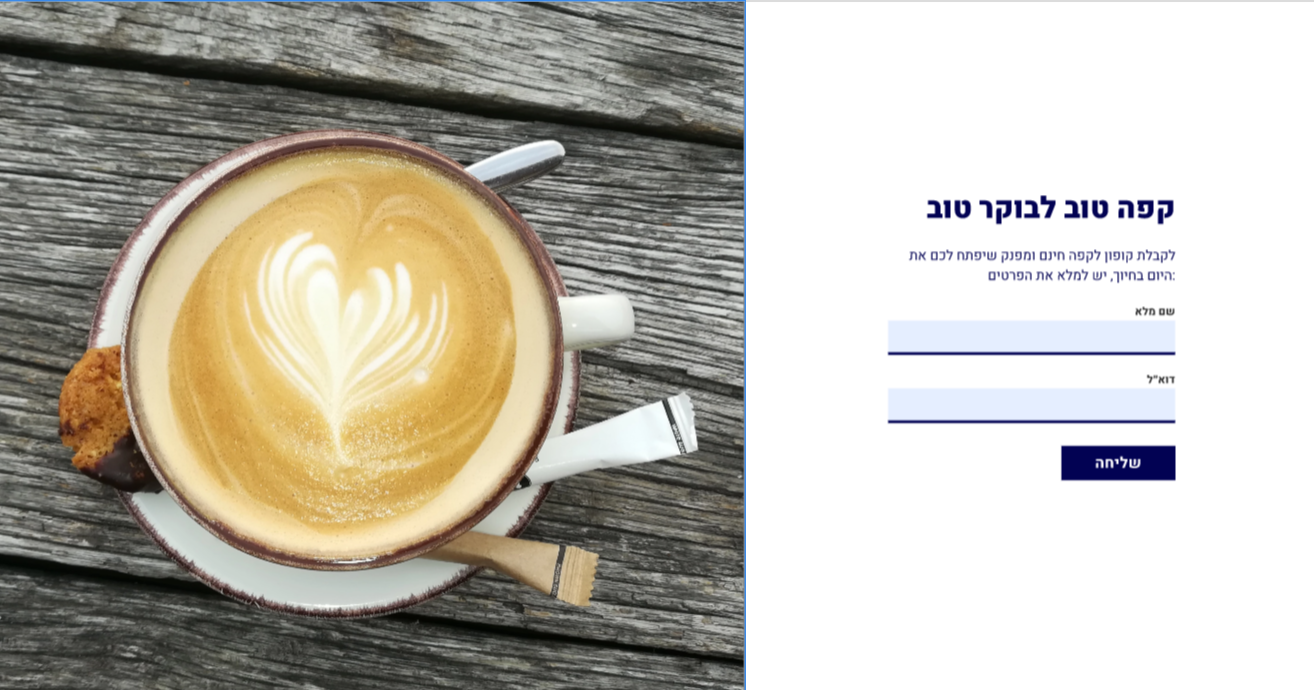 קפה טוב לבוקר טוב
לקבלת קופון לקפה חינם ומפנק שיפתח לכם את
היום בחיוך, יש למלא את הפרטים:
שם מלא
דוא"ל
שליחה